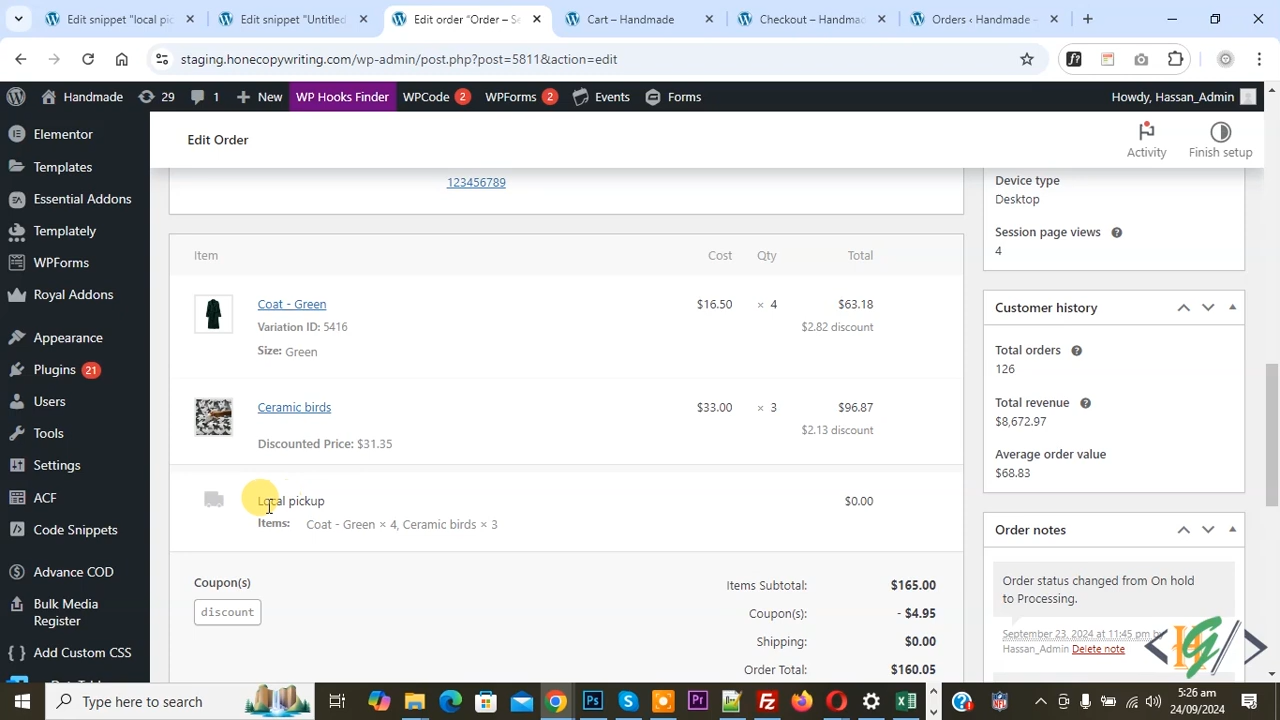 Edit snippet "local pic
Edit snippet "Untitled
Edit order "Order – Se
Cart – Handmade
Checkout – Handmad
Orders ‹ Handmade –
staging.honecopywriting.com/wp-admin/post.php?post=5811&action=edit
Handmade
29
1
New
WP Hooks Finder
WPCode 2
WPForms 2
Events
Forms
Howdy, Hassan_Admin
Elementor
Templates
Essential Addons
Templately
WPForms
Royal Addons
Appearance
Plugins 21
Users
Tools
Settings
ACF
Code Snippets
Advance COD
Bulk Media
Register
Add Custom CSS
Edit Order
Activity
Finish setup
123456789
Item Cost Qty Total
Coat - Green $16.50 × 4 $63.18
Variation ID: 5416 $2.82 discount
Size: Green
Ceramic birds $33.00 × 3 $96.87
$2.13 discount
Discounted Price: $31.35
Local pickup $0.00
Items: Coat - Green × 4, Ceramic birds × 3
Coupon(s)
discount
Items Subtotal: $165.00
Coupon(s): - $4.95
Shipping: $0.00
Order Total: $160.05
Device type
Desktop
Session page views
4
Customer history
Total orders
126
Total revenue
$8,672.97
Average order value
$68.83
Order notes
Order status changed from On hold
to Processing.
September 23, 2024 at 11:45 pm by
Hassan_Admin Delete note
Type here to search
5:26 am
24/09/2024